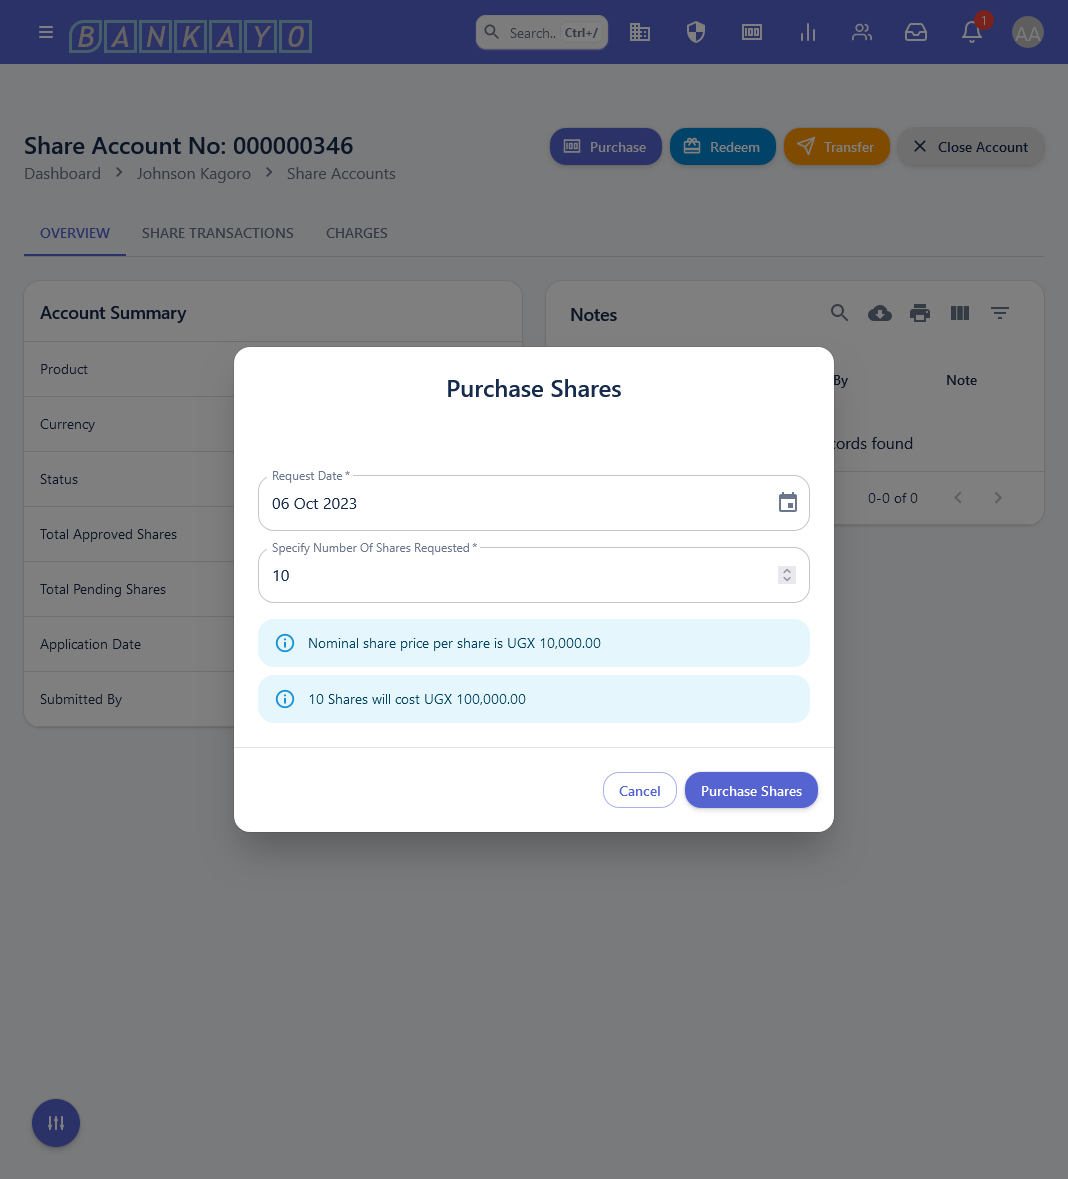 BANKAYO
Search.. Ctrl+/
1
AA
Share Account No: 000000346
Purchase
Redeem
Transfer
Close Account
Dashboard > Johnson Kagoro > Share Accounts
OVERVIEW
SHARE TRANSACTIONS
CHARGES
Account Summary
Product
Currency
Status
Total Approved Shares
Total Pending Shares
Application Date
Submitted By
Notes
By
Note
cords found
0-0 of 0
Purchase Shares
Request Date *
06 Oct 2023
Specify Number Of Shares Requested *
10
Nominal share price per share is UGX 10,000.00
10 Shares will cost UGX 100,000.00
Cancel
Purchase Shares